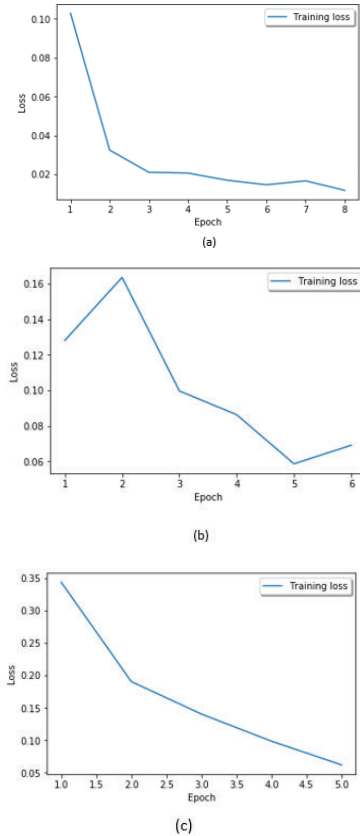 Training loss
0.10
0.08
0.06
0.04
0.02
Loss
1 2 3 4 5 6 7 8
Epoch
(a)
Training loss
0.16
0.14
0.12
0.10
0.08
0.06
Loss
1 2 3 4 5 6
Epoch
(b)
Training loss
0.35
0.30
0.25
0.20
0.15
0.10
0.05
Loss
1.0 1.5 2.0 2.5 3.0 3.5 4.0 4.5 5.0
Epoch
(c)